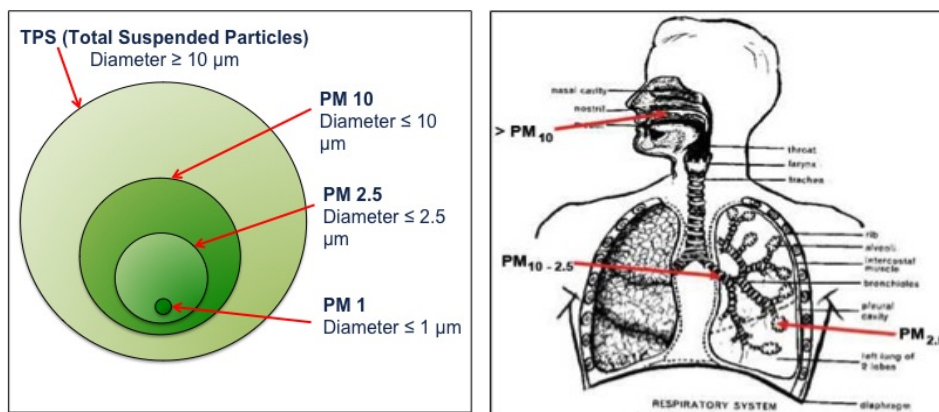 TPS (Total Suspended Particles)
Diameter ≥ 10 µm
PM 10
Diameter ≤ 10
µm
PM 2.5
Diameter ≤ 2.5
µm
PM 1
Diameter ≤ 1 µm
nasal cavity
nostril
> PM10
throat
larynx
trachea
rib
alveoli
intercostal
muscle
PM10 - 2.5
bronchioles
pleural
cavity
PM2.
left lung of
2 lobes
diaphragm
RESPIRATORY SYSTEM